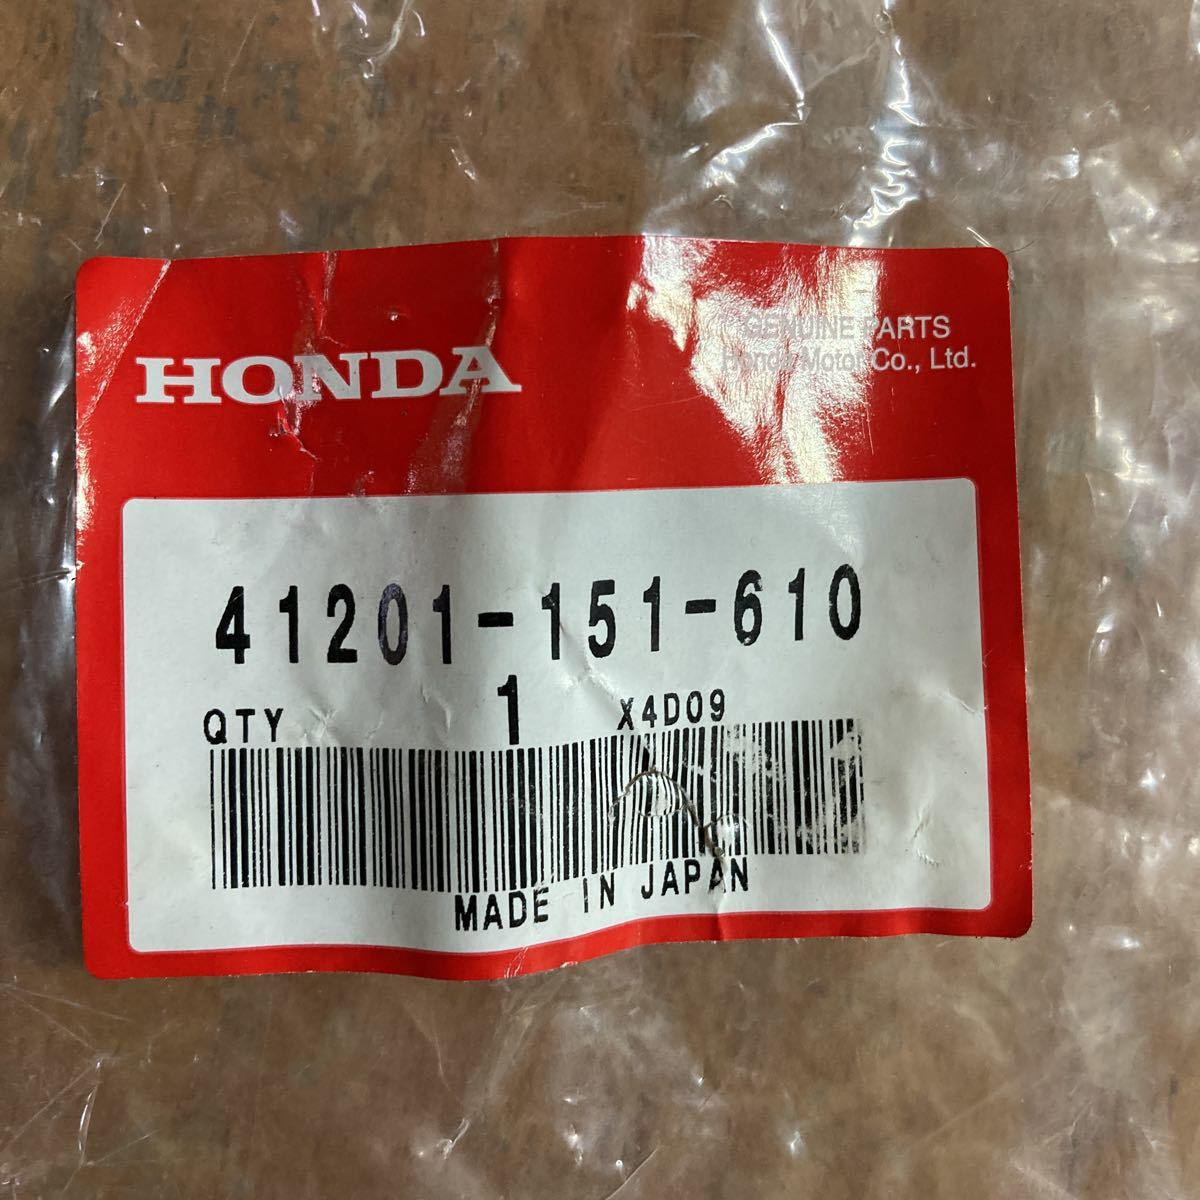 HONDA
GENUINE PARTS
Honda Motor Co., Ltd.
41201-151-610
QTY 1 X4D09
MADE IN JAPAN